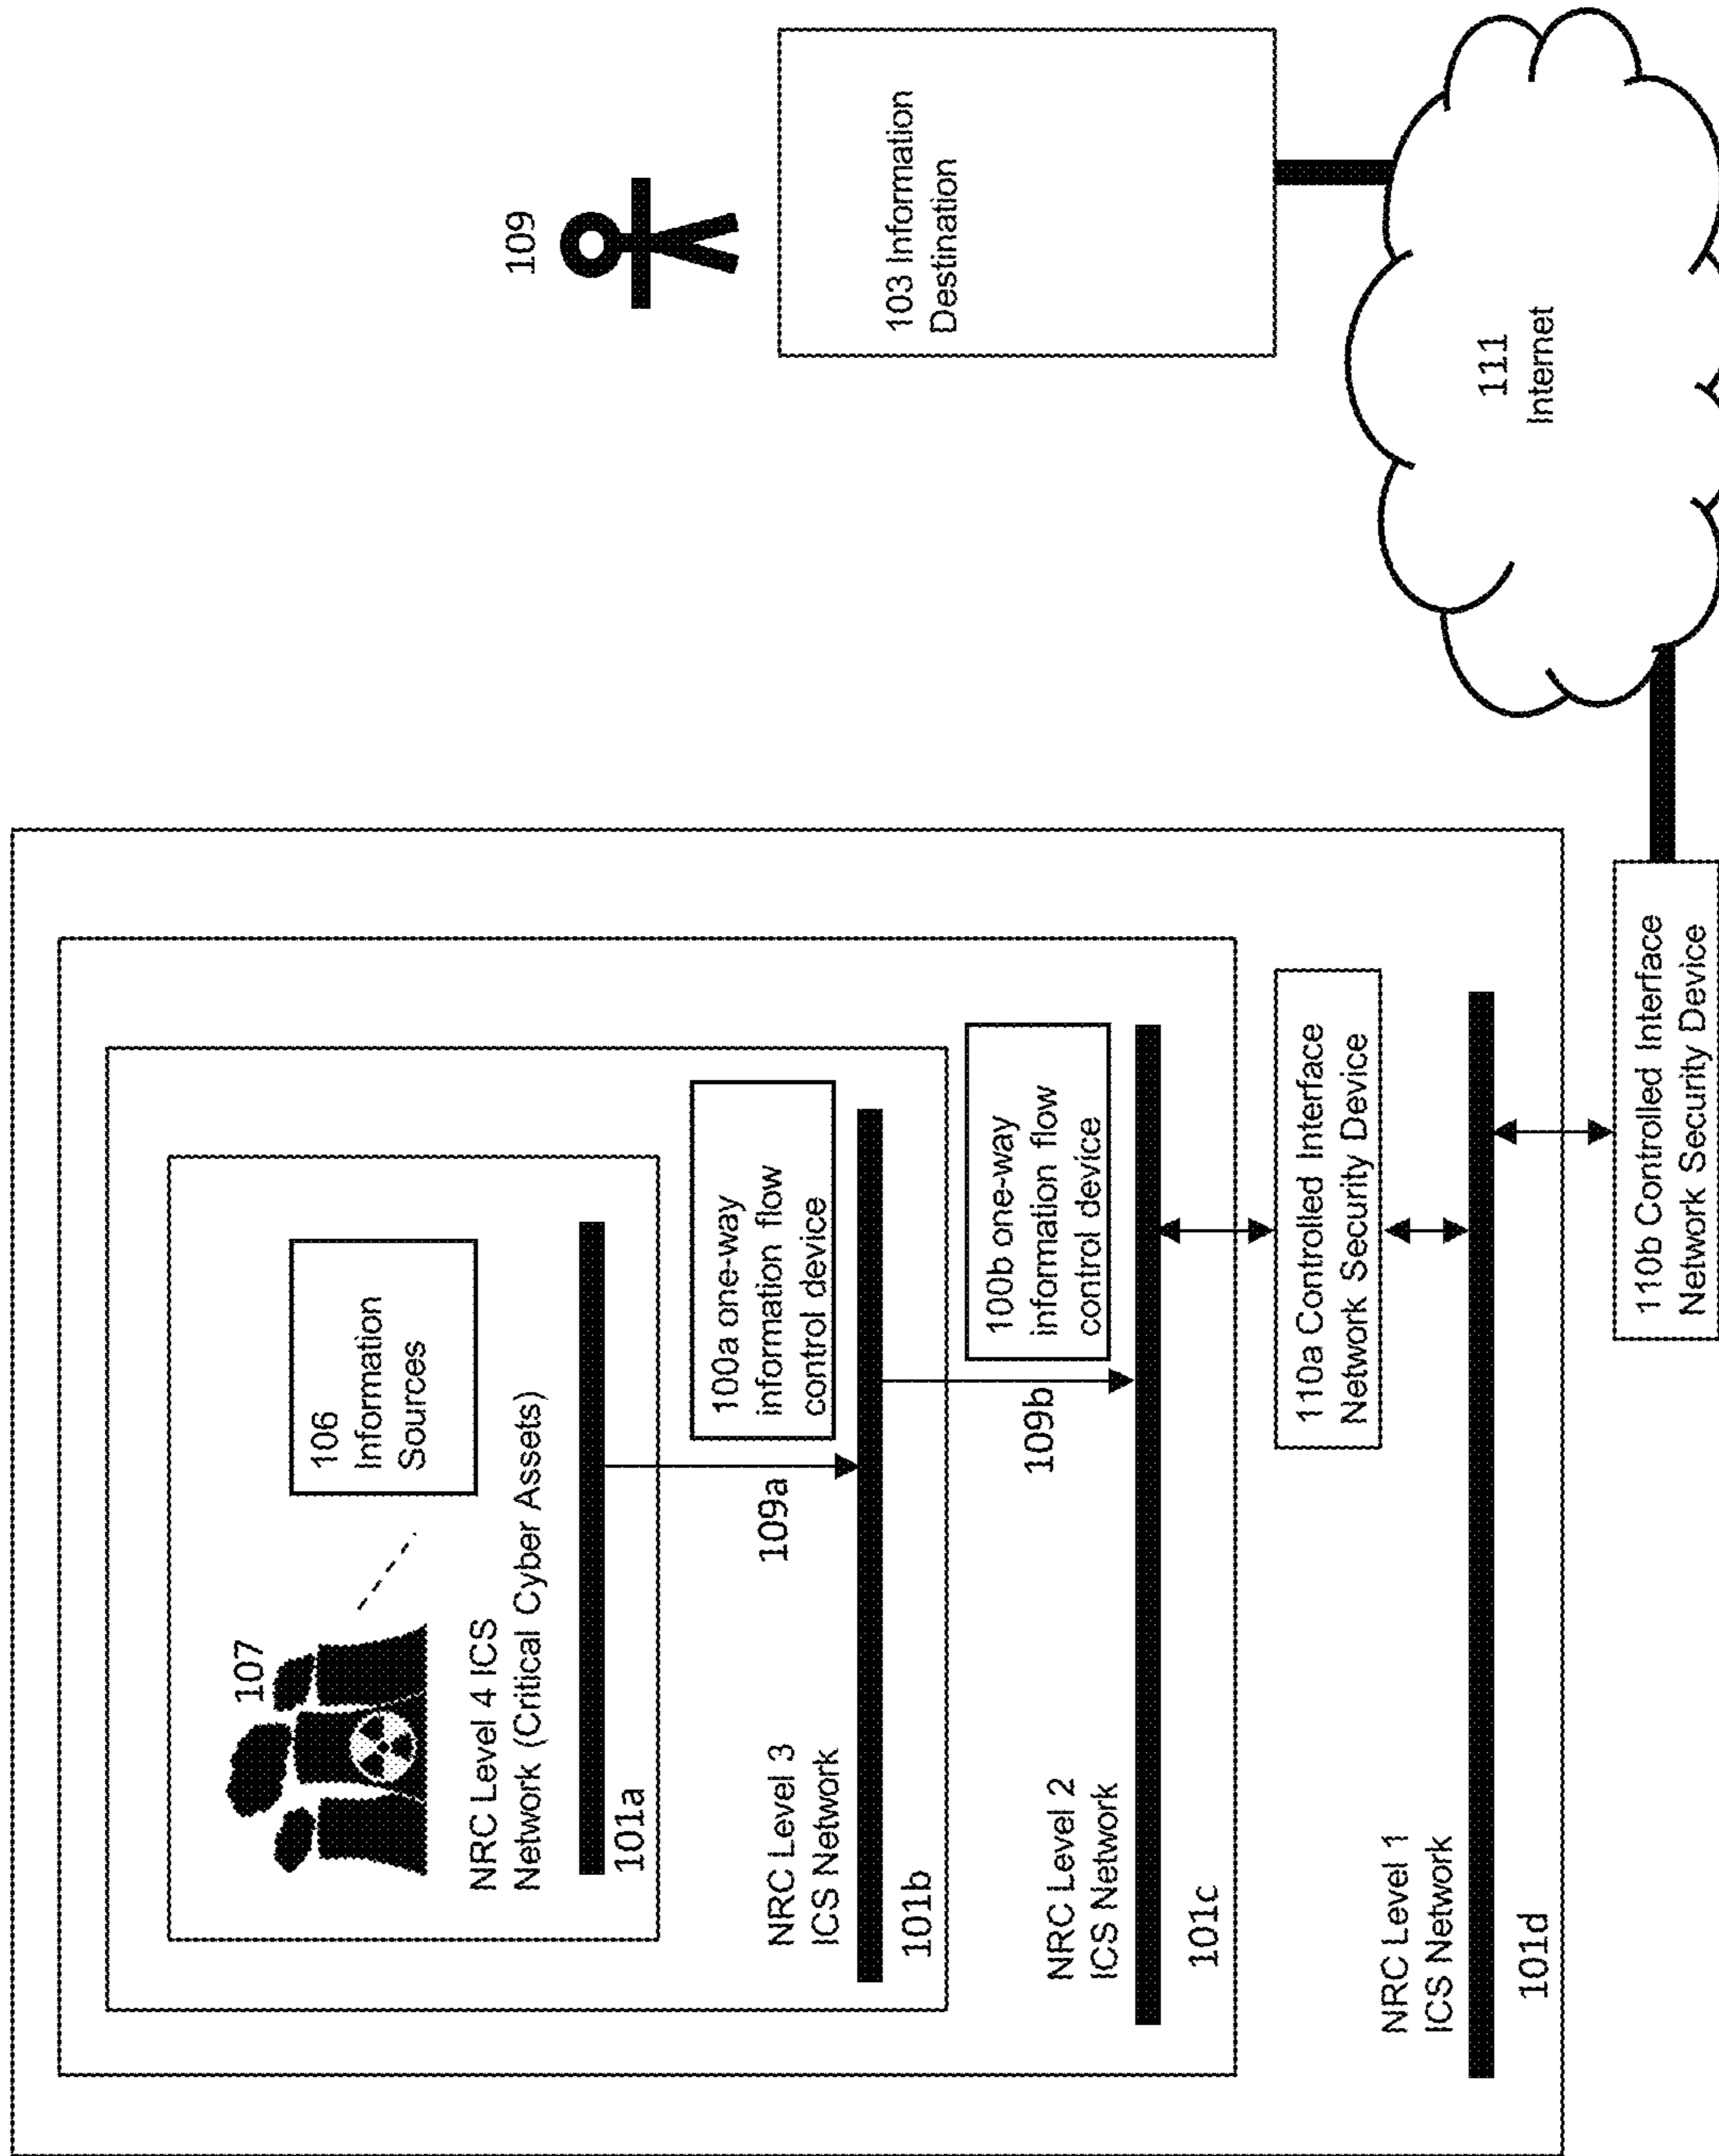 107
106
Information
Sources
NRC Level 4 ICS
Network (Critical Cyber Assets)
101a
109a
100a one-way
information flow
control device
NRC Level 3
ICS Network
101b
109b
100b one-way
information flow
control device
NRC Level 2
ICS Network
101c
110a Controlled Interface
Network Security Device
NRC Level 1
ICS Network
101d
110b Controlled Interface
Network Security Device
109
103 Information
Destination
111
Internet